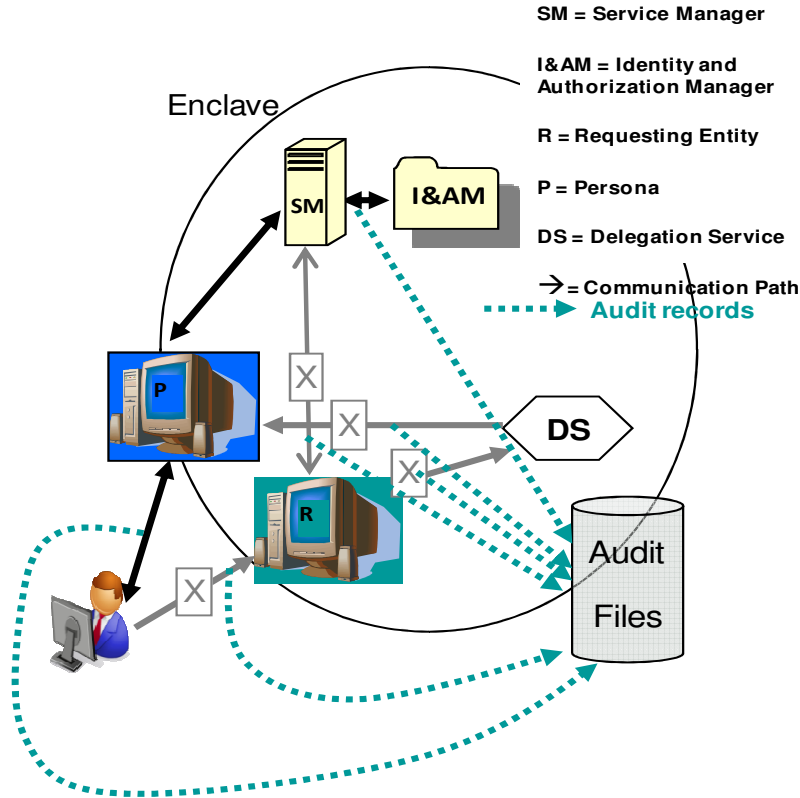 SM = Service Manager
I&AM = Identity and
Authorization Manager
R = Requesting Entity
P = Persona
DS = Delegation Service
→= Communication Path
Audit records
Enclave
SM
I&AM
P
X
X
DS
X
R
Audit
Files
X